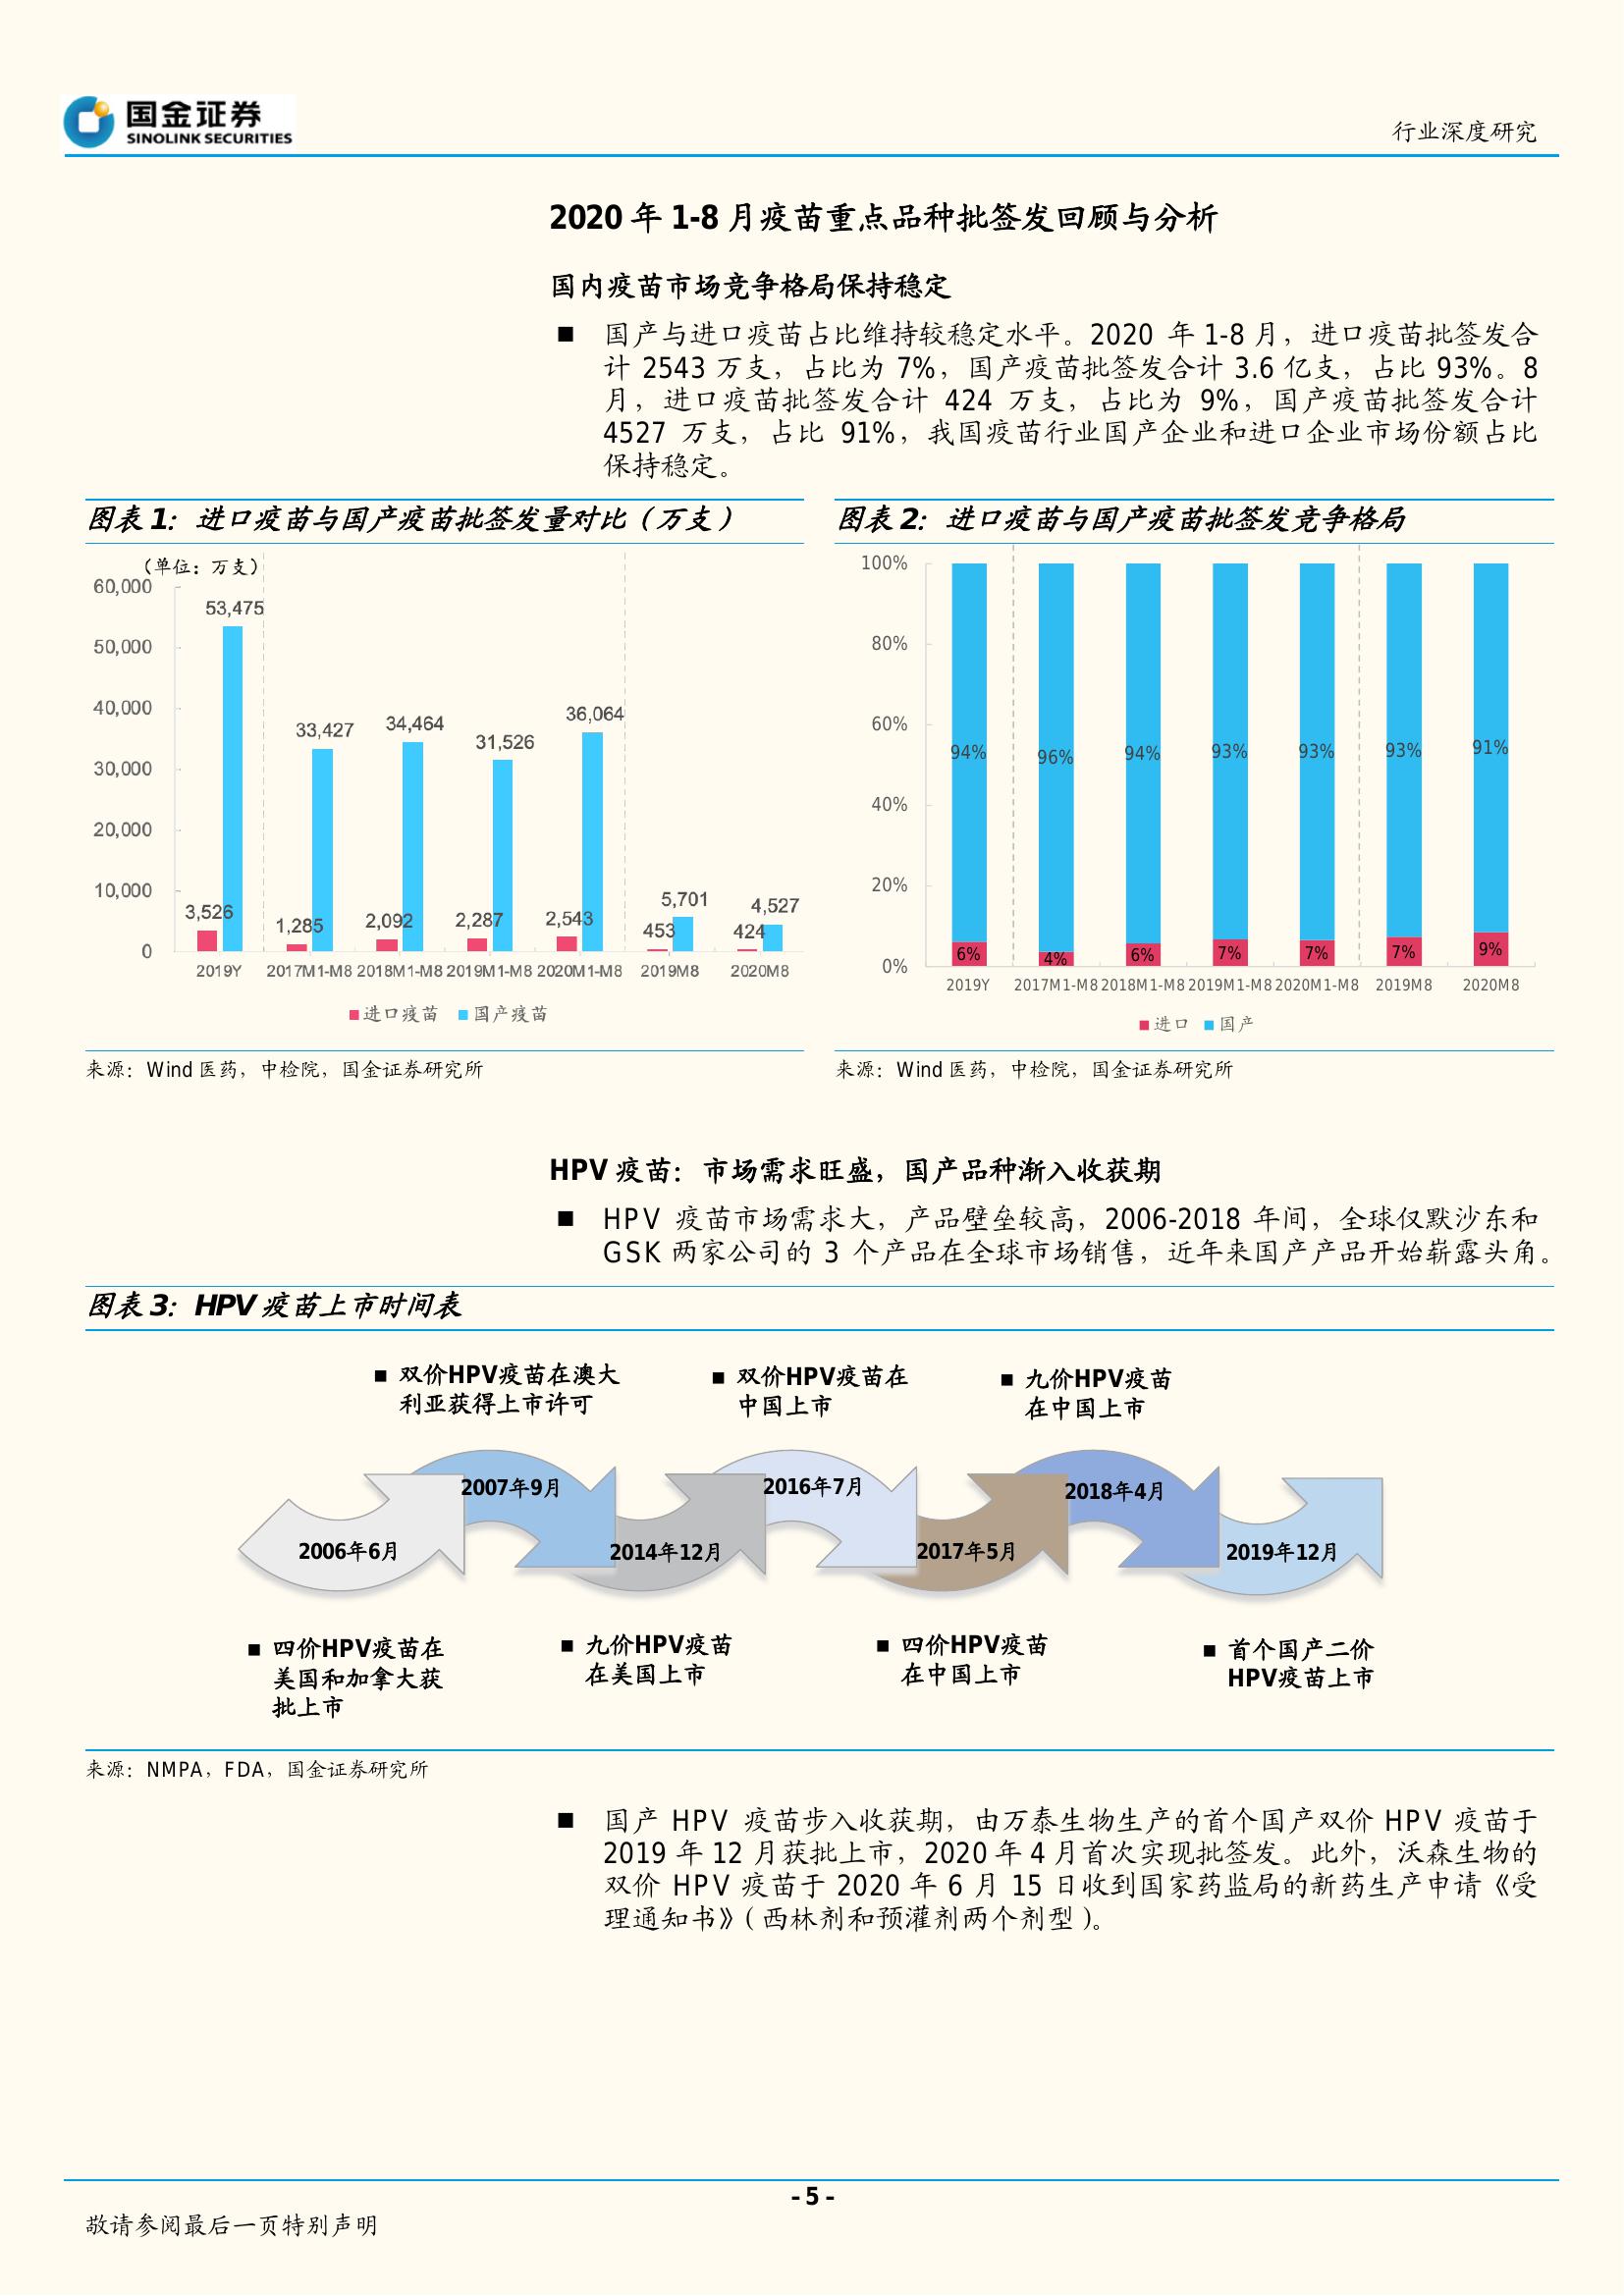 国金证券
SINOLINK SECURITIES
行业深度研究
2020 年 1-8 月疫苗重点品种批签发回顾与分析
国内疫苗市场竞争格局保持稳定
■ 国产与进口疫苗占比维持较稳定水平。2020 年 1-8 月，进口疫苗批签发合
计 2543 万支，占比为 7%，国产疫苗批签发合计 3.6 亿支，占比 93%。8
月，进口疫苗批签发合计 424 万支，占比为 9%，国产疫苗批签发合计
4527 万支，占比 91%，我国疫苗行业国产企业和进口企业市场份额占比
保持稳定。
图表 1：进口疫苗与国产疫苗批签发量对比（万支）
（单位：万支）
60,000
50,000
40,000
30,000
20,000
10,000
0
53,475
33,427
34,464
31,526
36,064
5,701
4,527
3,526
1,285
2,092
2,287
2,543
453
424
2019Y 2017M1-M8 2018M1-M8 2019M1-M8 2020M1-M8 2019M8 2020M8
■进口疫苗 ■国产疫苗
来源：Wind 医药，中检院，国金证券研究所
图表 2：进口疫苗与国产疫苗批签发竞争格局
100%
80%
60%
40%
20%
0%
94% 96% 94% 93% 93% 93% 91%
6% 4% 6% 7% 7% 7% 9%
2019Y 2017M1-M8 2018M1-M8 2019M1-M8 2020M1-M8 2019M8 2020M8
■进口 ■国产
来源：Wind 医药，中检院，国金证券研究所
HPV 疫苗：市场需求旺盛，国产品种渐入收获期
■ HPV 疫苗市场需求大，产品壁垒较高，2006-2018 年间，全球仅默沙东和
GSK 两家公司的 3 个产品在全球市场销售，近年来国产产品开始崭露头角。
图表 3：HPV 疫苗上市时间表
■ 双价HPV疫苗在澳大
利亚获得上市许可
■ 双价HPV疫苗在
中国上市
■ 九价HPV疫苗
在中国上市
2007年9月
2016年7月
2018年4月
2006年6月
2014年12月
2017年5月
2019年12月
■ 四价HPV疫苗在
美国和加拿大获
批上市
■ 九价HPV疫苗
在美国上市
■ 四价HPV疫苗
在中国上市
■ 首个国产二价
HPV疫苗上市
来源：NMPA，FDA，国金证券研究所
■ 国产 HPV 疫苗步入收获期，由万泰生物生产的首个国产双价 HPV 疫苗于
2019 年 12 月获批上市，2020 年 4 月首次实现批签发。此外，沃森生物的
双价 HPV 疫苗于 2020 年 6 月 15 日收到国家药监局的新药生产申请《受
理通知书》（西林剂和预灌剂两个剂型）。
- 5 -
敬请参阅最后一页特别声明